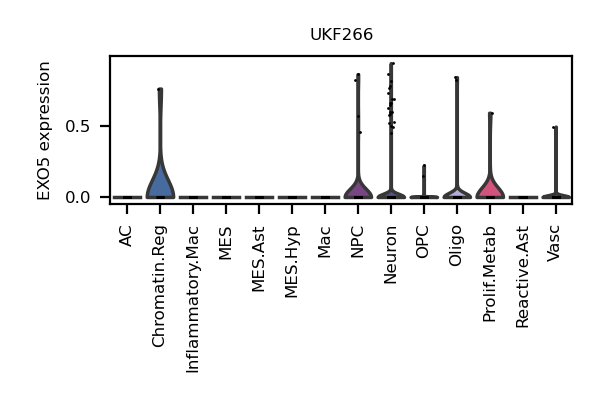 UKF266
EXO5 expression
0.5
0.0
AC
Chromatin.Reg
Inflammatory.Mac
MES
MES.Ast
MES.Hyp
Mac
NPC
Neuron
OPC
Oligo
Prolif.Metab
Reactive.Ast
Vasc